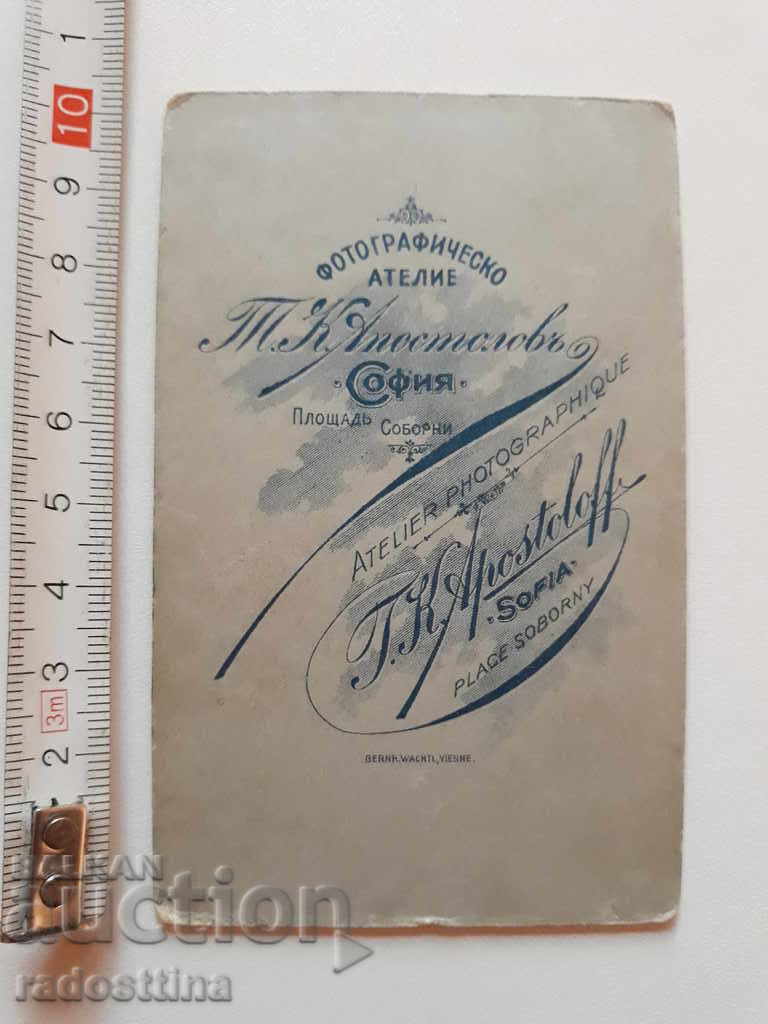 ФОТОГРАФИЧЕСКО
АТЕЛИЕ
Т. К. Апостоловъ
СОФИЯ
ПЛОЩАДЬ СОБОРНИ
ATELIER PHOTOGRAPHIQUE
T. K. Apostoloff
SOFIA
PLACE SOBORNY
BERNH. WACHTL, VIENNE.
1
10
9
8
7
6
5
4
3
3m
2
BALKAN
auction
radosttina